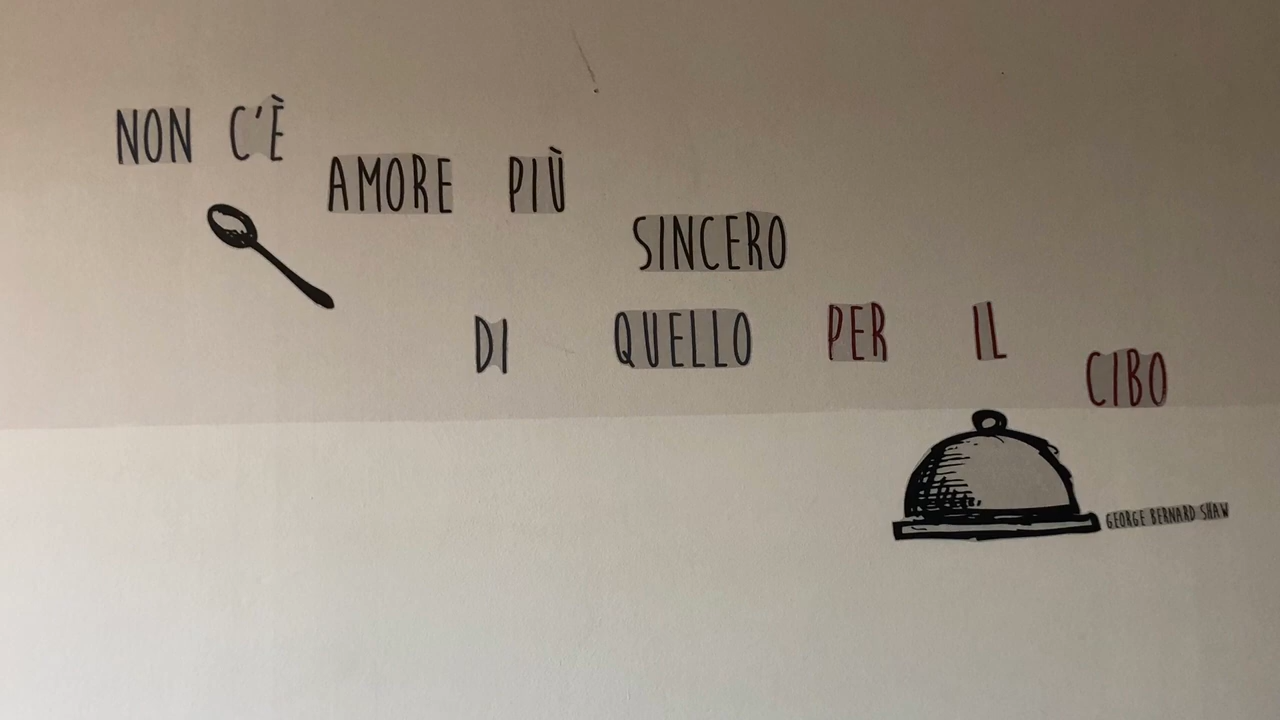 NON C'È
AMORE PIÙ
SINCERO
DI QUELLO PER IL
CIBO
GEORGE BERNARD SHAW